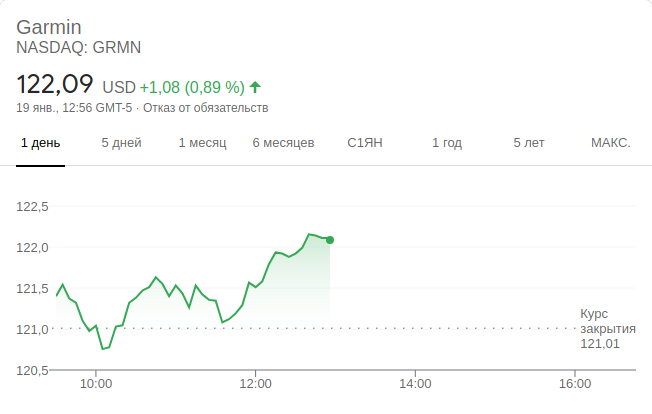 Garmin
NASDAQ: GRMN
122,09 USD +1,08 (0,89 %)
19 янв., 12:56 GMT-5 · Отказ от обязательств
1 день 5 дней 1 месяц 6 месяцев С1ЯН 1 год 5 лет МАКС.
122,5
122,0
121,5
Курс
121,0 закрытия
121,01
120,5
10:00 12:00 14:00 16:00